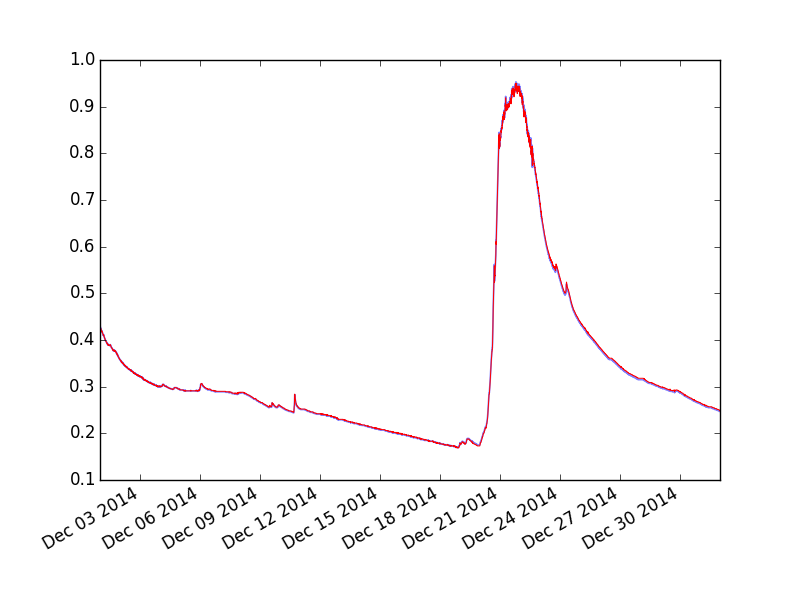 1.0
0.9
0.8
0.7
0.6
0.5
0.4
0.3
0.2
0.1
Dec 03 2014
Dec 06 2014
Dec 09 2014
Dec 12 2014
Dec 15 2014
Dec 18 2014
Dec 21 2014
Dec 24 2014
Dec 27 2014
Dec 30 2014